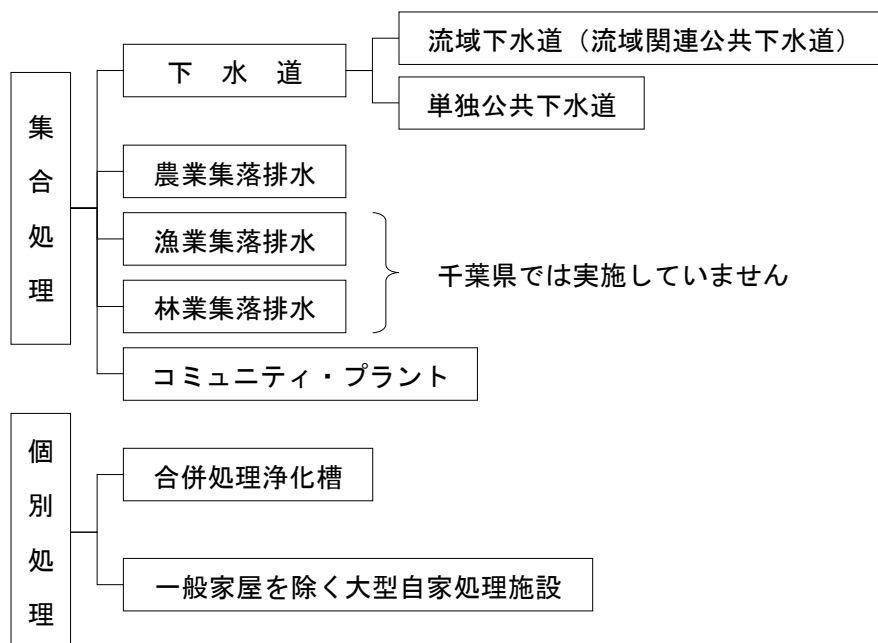 集合処理
下水道
流域下水道（流域関連公共下水道）
単独公共下水道
農業集落排水
漁業集落排水
林業集落排水
千葉県では実施していません
コミュニティ・プラント
個別処理
合併処理浄化槽
一般家屋を除く大型自家処理施設